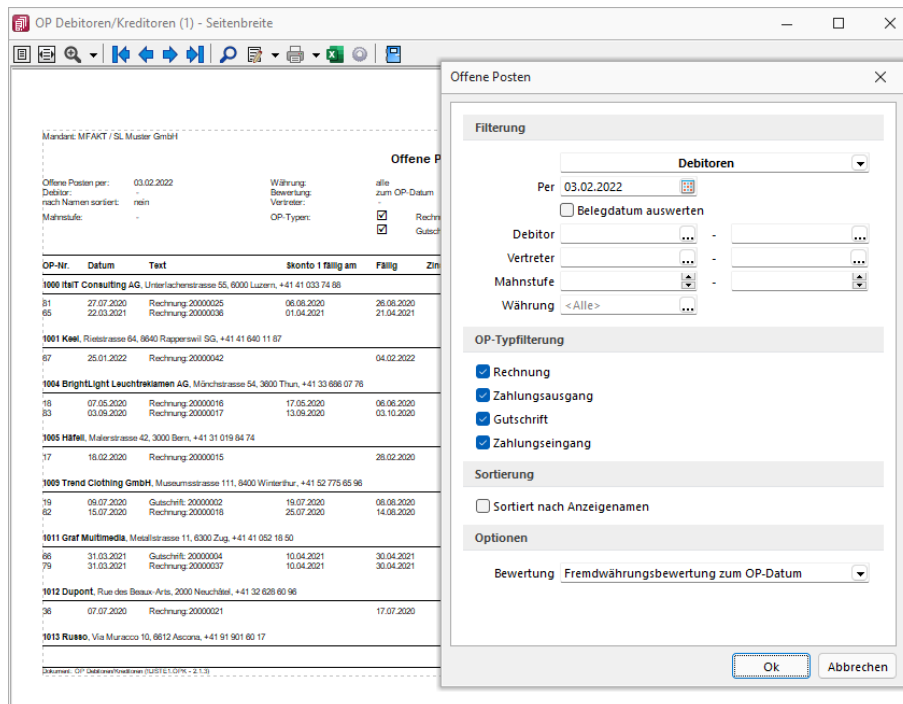 OP Debitoren/Kreditoren (1) - Seitenbreite
Mandant: MFAKT / SL Muster GmbH
Offene P
Offene Posten per: 03.02.2022 Währung: alle
Debitor: - Bewertung: zum OP-Datum
nach Namen sortiert: nein Vertreter: -
Mahnstufe: - OP-Typen: Rechn
Gutsch
OP-Nr. Datum Text Skonto 1 fällig am Fällig Zin
1000 ItsIT Consulting AG, Unterlachenstrasse 55, 6000 Luzern, +41 41 033 74 88
81 27.07.2020 Rechnung: 20000025 06.08.2020 26.08.2020
65 22.03.2021 Rechnung: 20000036 01.04.2021 21.04.2021
1001 Keel, Rietstrasse 64, 8640 Rapperswil SG, +41 41 640 11 87
67 25.01.2022 Rechnung: 20000042 04.02.2022
1004 BrightLight Leuchtreklamen AG, Mönchstrasse 54, 3600 Thun, +41 33 686 07 76
18 07.05.2020 Rechnung: 20000016 17.05.2020 06.06.2020
83 03.09.2020 Rechnung: 20000017 13.09.2020 03.10.2020
1005 Häfeli, Malerstrasse 42, 3000 Bern, +41 31 019 84 74
17 18.02.2020 Rechnung: 20000015 28.02.2020
1009 Trend Clothing GmbH, Museumsstrasse 111, 8400 Winterthur, +41 52 775 65 96
19 09.07.2020 Gutschrift: 20000002 19.07.2020 08.08.2020
62 15.07.2020 Rechnung: 20000018 25.07.2020 14.08.2020
1011 Graf Multimedia, Metallstrasse 11, 6300 Zug, +41 41 052 18 50
66 31.03.2021 Gutschrift: 20000004 10.04.2021 30.04.2021
79 31.03.2021 Rechnung: 20000037 10.04.2021 30.04.2021
1012 Dupont, Rue des Beaux-Arts, 2000 Neuchâtel, +41 32 628 60 96
36 07.07.2020 Rechnung: 20000021 17.07.2020
1013 Russo, Via Muracco 10, 6612 Ascona, +41 91 901 60 17
Dokument: OP Debitoren/Kreditoren (!LISTE1.OPK - 2.1.3)
Offene Posten
Filterung
Debitoren
Per 03.02.2022
Belegdatum auswerten
Debitor ... - ...
Vertreter ... - ...
Mahnstufe -
Währung <Alle> ...
OP-Typfilterung
Rechnung
Zahlungsausgang
Gutschrift
Zahlungseingang
Sortierung
Sortiert nach Anzeigenamen
Optionen
Bewertung Fremdwährungsbewertung zum OP-Datum
Ok Abbrechen